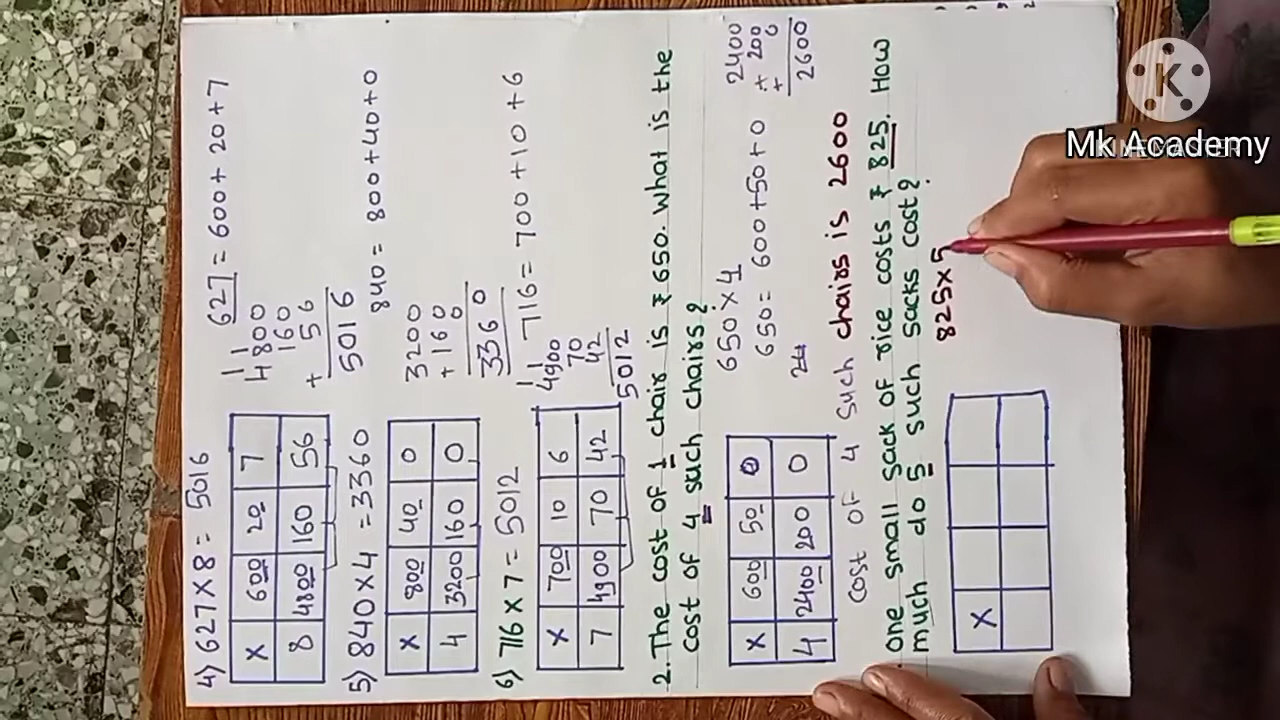 4) 627 × 8 = 5016
627 = 600 + 20 + 7
× 600 20 7
8 4800 160 56
1 1
4800
160
+ 56
5016
5) 840 × 4 = 3360
840 = 800 + 40 + 0
× 800 40 0
4 3200 160 0
3200
+ 160
0
3360
6) 716 × 7 = 5012
716 = 700 + 10 + 6
× 700 10 6
7 4900 70 42
1 1
4900
70
42
5012
2. The cost of 1 chair is ₹ 650. What is the
cost of 4 such chairs?
650 × 4
650 = 600 + 50 + 0
× 600 50 0
4 2400 200 0
24
2400
+ 200
+ 0
2600
cost of 4 such chairs is 2600
One small sack of rice costs ₹ 825. How
much do 5 such sacks cost?
825 × 5
×
K
Mk Academy
KINEMASTER